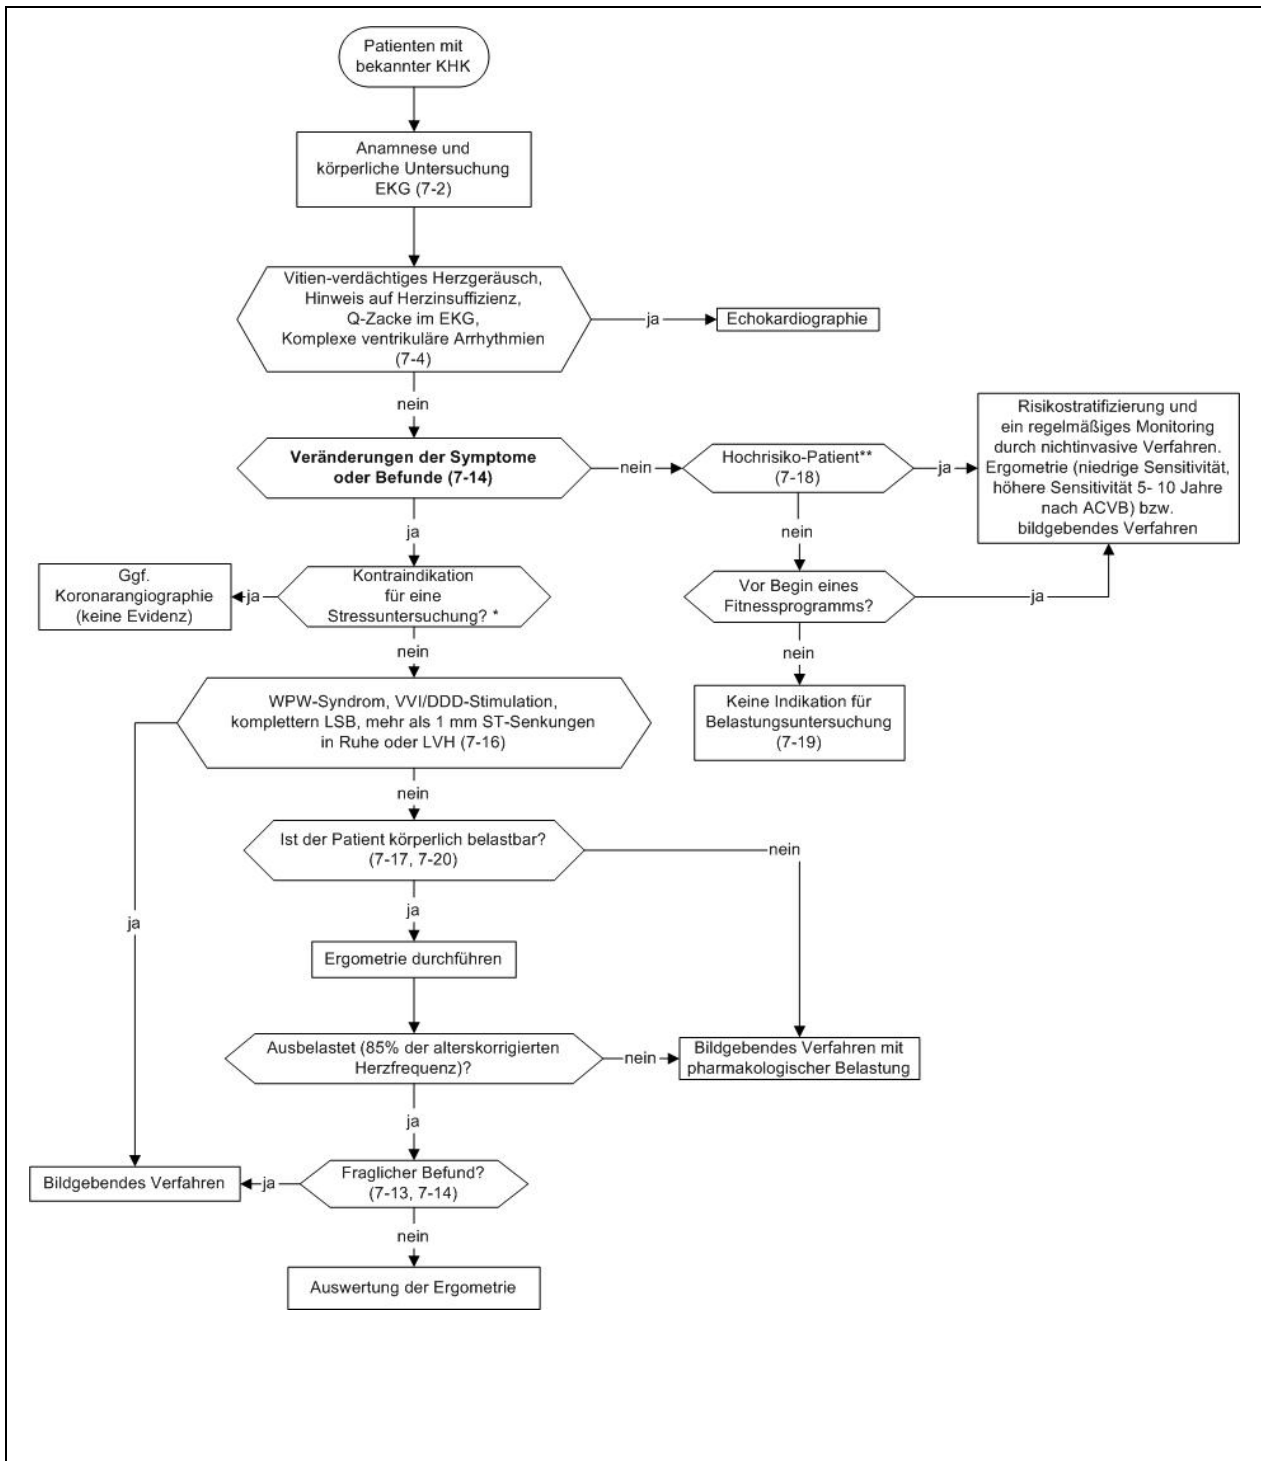 Patienten mit
bekannter KHK
Anamnese und
körperliche Untersuchung
EKG (7-2)
Vitien-verdächtiges Herzgeräusch,
Hinweis auf Herzinsuffizienz,
Q-Zacke im EKG,
Komplexe ventrikuläre Arrhythmien
(7-4)
ja
Echokardiographie
nein
Veränderungen der Symptome
oder Befunde (7-14)
nein
Hochrisiko-Patient**
(7-18)
ja
Risikostratifizierung und
ein regelmäßiges Monitoring
durch nichtinvasive Verfahren.
Ergometrie (niedrige Sensitivität,
höhere Sensitivität 5- 10 Jahre
nach ACVB) bzw.
bildgebendes Verfahren
ja
nein
Ggf.
Koronarangiographie
(keine Evidenz)
ja
Kontraindikation
für eine
Stressuntersuchung? *
Vor Begin eines
Fitnessprogramms?
ja
nein
nein
WPW-Syndrom, VVI/DDD-Stimulation,
komplettern LSB, mehr als 1 mm ST-Senkungen
in Ruhe oder LVH (7-16)
Keine Indikation für
Belastungsuntersuchung
(7-19)
nein
Ist der Patient körperlich belastbar?
(7-17, 7-20)
nein
ja
ja
Ergometrie durchführen
Ausbelastet (85% der alterskorrigierten
Herzfrequenz)?
nein
Bildgebendes Verfahren mit
pharmakologischer Belastung
ja
Bildgebendes Verfahren
ja
Fraglicher Befund?
(7-13, 7-14)
nein
Auswertung der Ergometrie